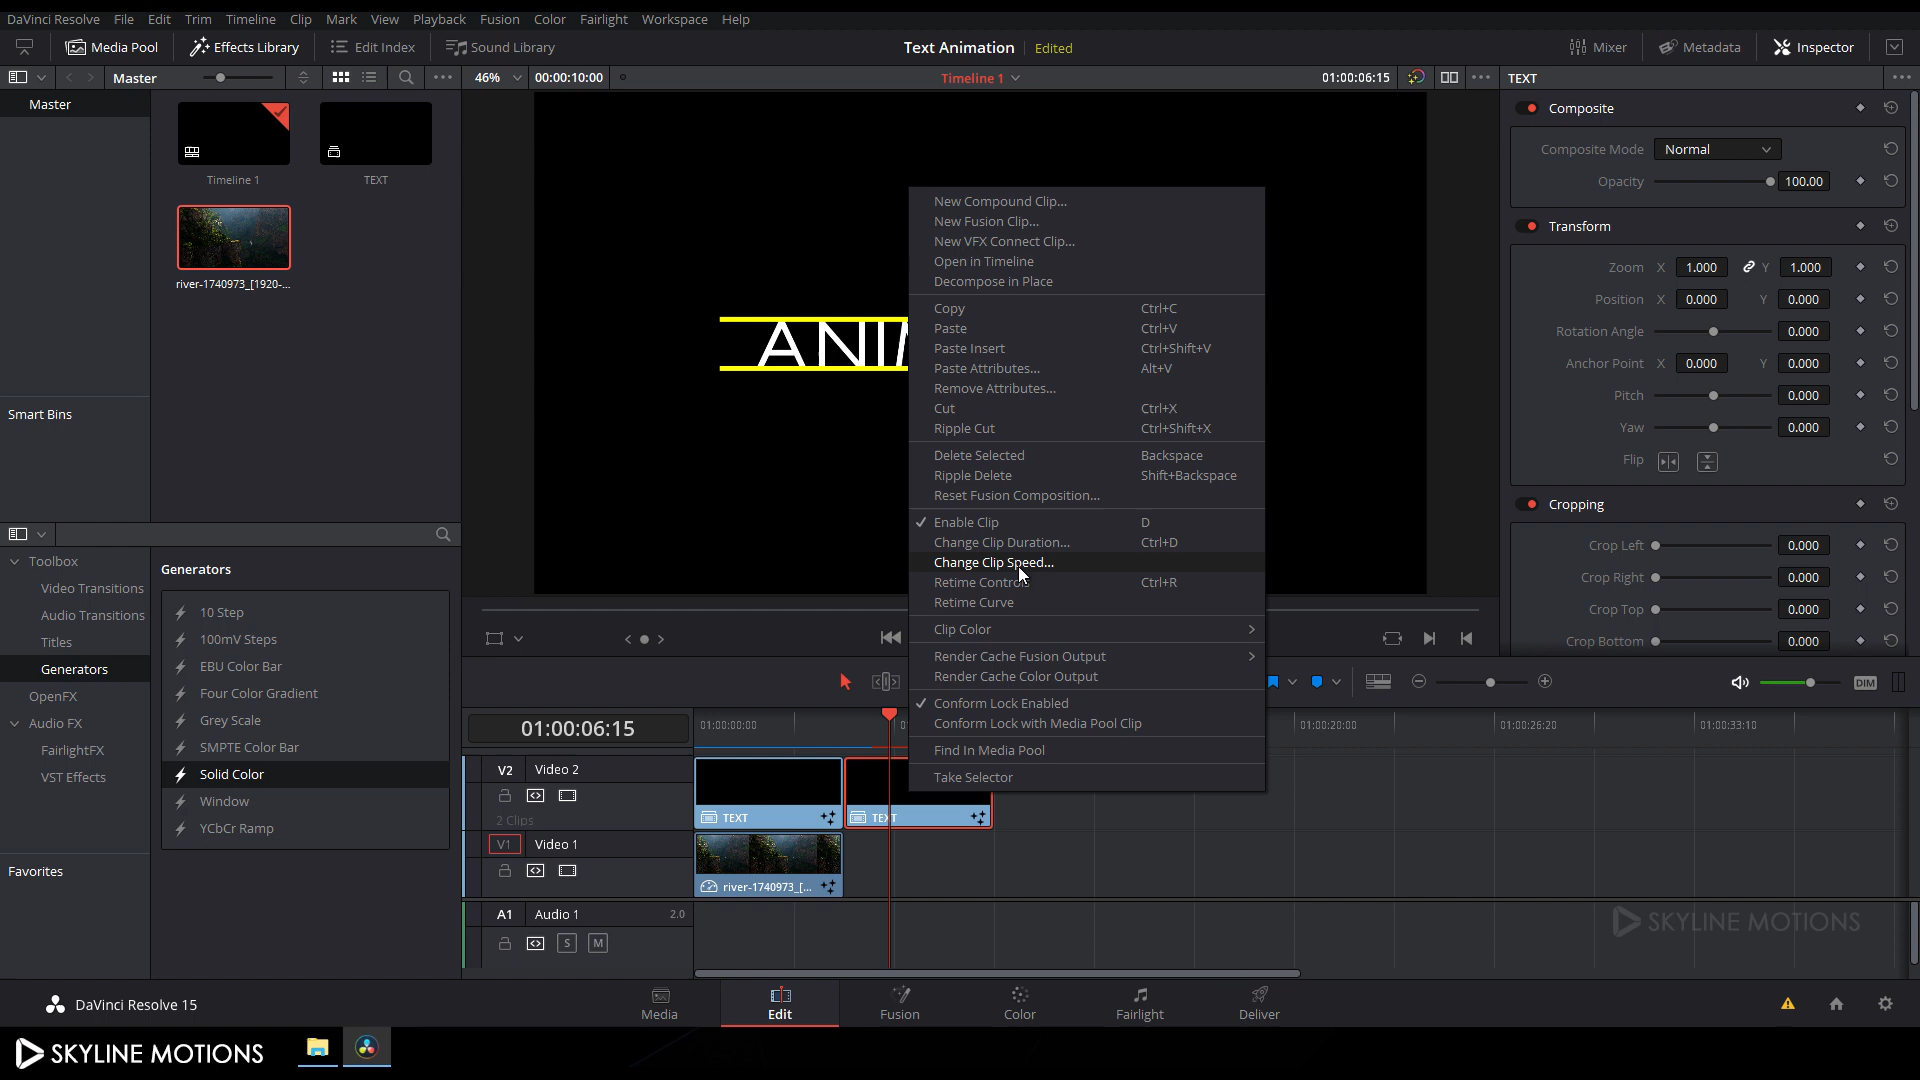 DaVinci Resolve File Edit Trim Timeline Clip Mark View Playback Fusion Color Fairlight Workspace Help
Media Pool Effects Library Edit Index Sound Library Text Animation Edited Mixer Metadata Inspector
Master 46% 00:00:10:00 Timeline 1 01:00:06:15 TEXT
Master
Timeline 1 TEXT
river-1740973_[1920-...
Smart Bins
Toolbox
Video Transitions
Audio Transitions
Titles
Generators
OpenFX
Audio FX
FairlightFX
VST Effects
Favorites
Generators
10 Step
100mV Steps
EBU Color Bar
Four Color Gradient
Grey Scale
SMPTE Color Bar
Solid Color
Window
YCbCr Ramp
New Compound Clip...
New Fusion Clip...
New VFX Connect Clip...
Open in Timeline
Decompose in Place
Copy Ctrl+C
Paste Ctrl+V
Paste Insert Ctrl+Shift+V
Paste Attributes... Alt+V
Remove Attributes...
Cut Ctrl+X
Ripple Cut Ctrl+Shift+X
Delete Selected Backspace
Ripple Delete Shift+Backspace
Reset Fusion Composition...
Enable Clip D
Change Clip Duration... Ctrl+D
Change Clip Speed...
Retime Controls Ctrl+R
Retime Curve
Clip Color
Render Cache Fusion Output
Render Cache Color Output
Conform Lock Enabled
Conform Lock with Media Pool Clip
Find In Media Pool
Take Selector
Composite
Composite Mode Normal
Opacity 100.00
Transform
Zoom X 1.000 Y 1.000
Position X 0.000 Y 0.000
Rotation Angle 0.000
Anchor Point X 0.000 Y 0.000
Pitch 0.000
Yaw 0.000
Flip
Cropping
Crop Left 0.000
Crop Right 0.000
Crop Top 0.000
Crop Bottom 0.000
DIM
01:00:06:15 01:00:00:00 01:00:20:00 01:00:26:20 01:00:33:10
V2 Video 2
2 Clips
TEXT TEXT
V1 Video 1
river-1740973_[...
A1 Audio 1 2.0
S M
SKYLINE MOTIONS
DaVinci Resolve 15
Media Edit Fusion Color Fairlight Deliver
SKYLINE MOTIONS